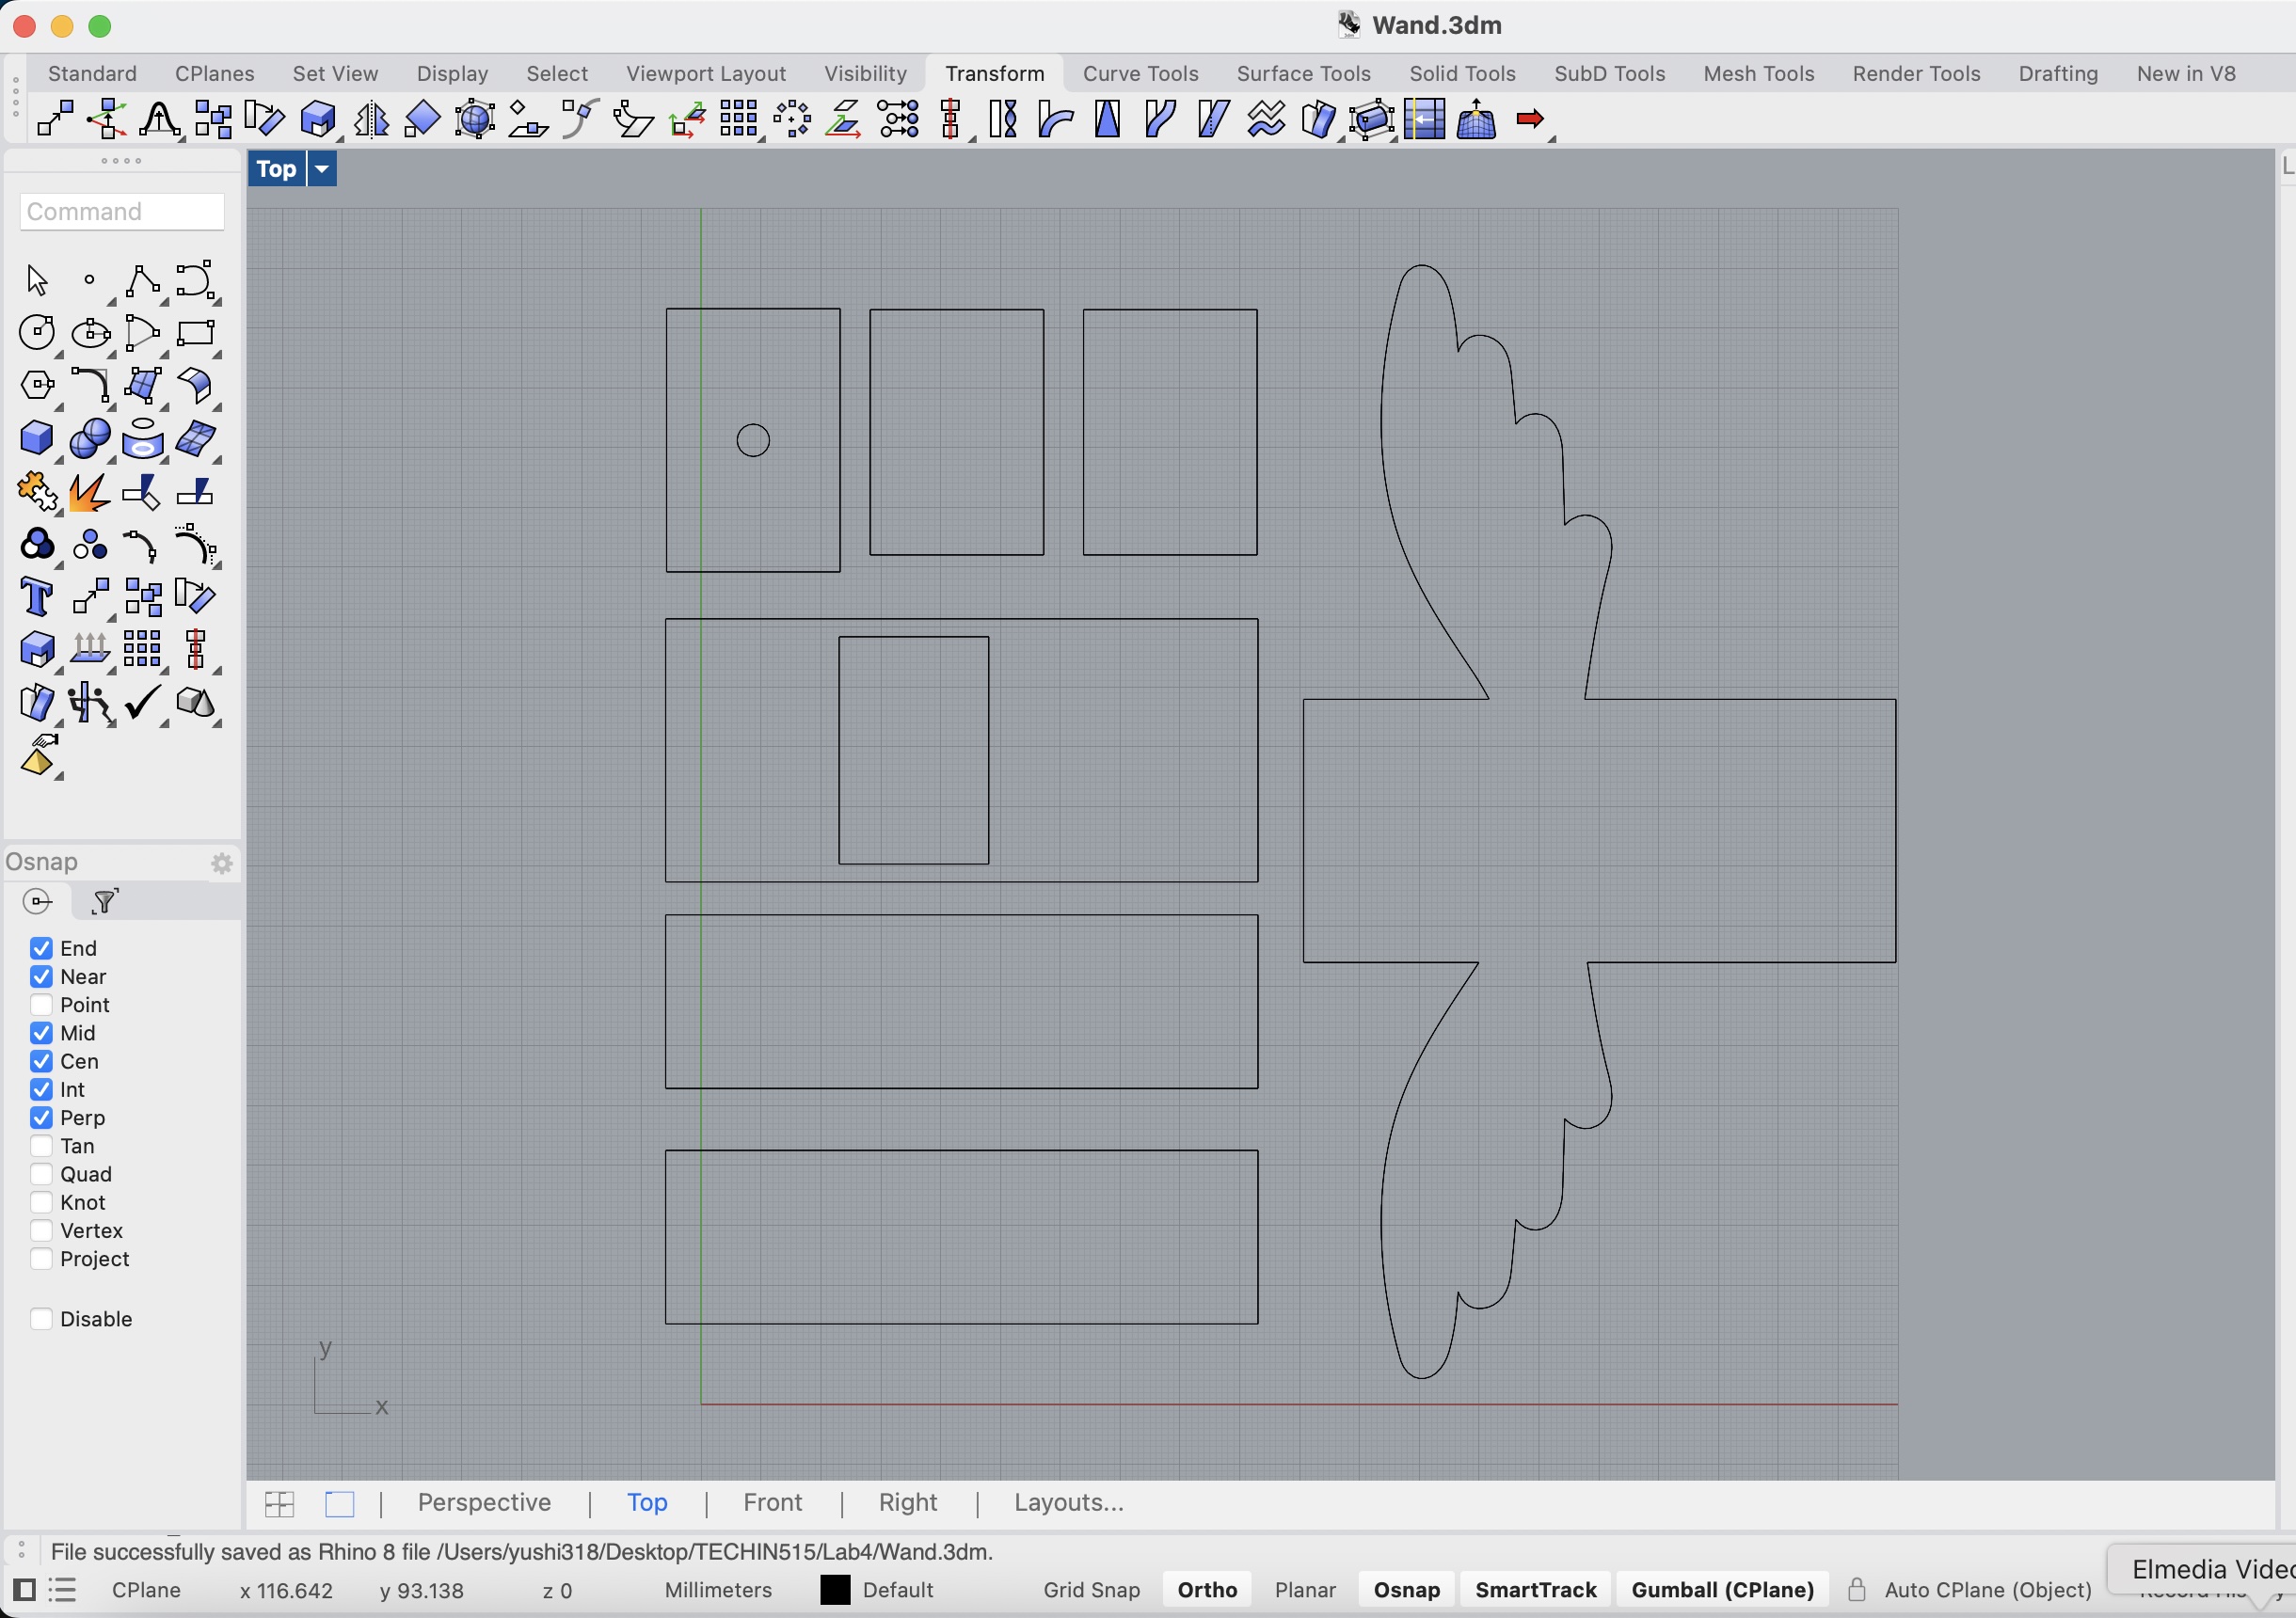 Wand.3dm
Standard CPlanes Set View Display Select Viewport Layout Visibility Transform Curve Tools Surface Tools Solid Tools SubD Tools Mesh Tools Render Tools Drafting New in V8
Top
L
Command
Osnap
End
Near
Point
Mid
Cen
Int
Perp
Tan
Quad
Knot
Vertex
Project
Disable
y
x
Perspective | Top | Front | Right | Layouts...
File successfully saved as Rhino 8 file /Users/yushi318/Desktop/TECHIN515/Lab4/Wand.3dm.
Elmedia Video
CPlane x 116.642 y 93.138 z 0 Millimeters Default Grid Snap Ortho Planar Osnap SmartTrack Gumball (CPlane) Auto CPlane (Object)